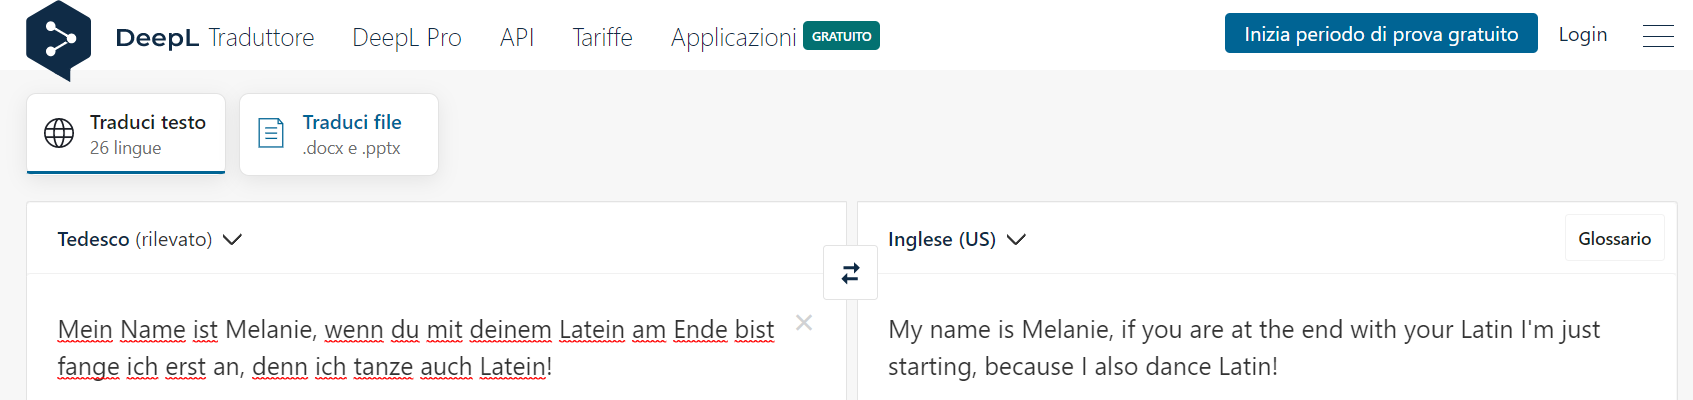 DeepL Traduttore DeepL Pro API Tariffe Applicazioni GRATUITO Inizia periodo di prova gratuito Login
Traduci testo
26 lingue
Traduci file
.docx e .pptx
Tedesco (rilevato)
Inglese (US)
Glossario
Mein Name ist Melanie, wenn du mit deinem Latein am Ende bist
fange ich erst an, denn ich tanze auch Latein!
My name is Melanie, if you are at the end with your Latin I'm just
starting, because I also dance Latin!